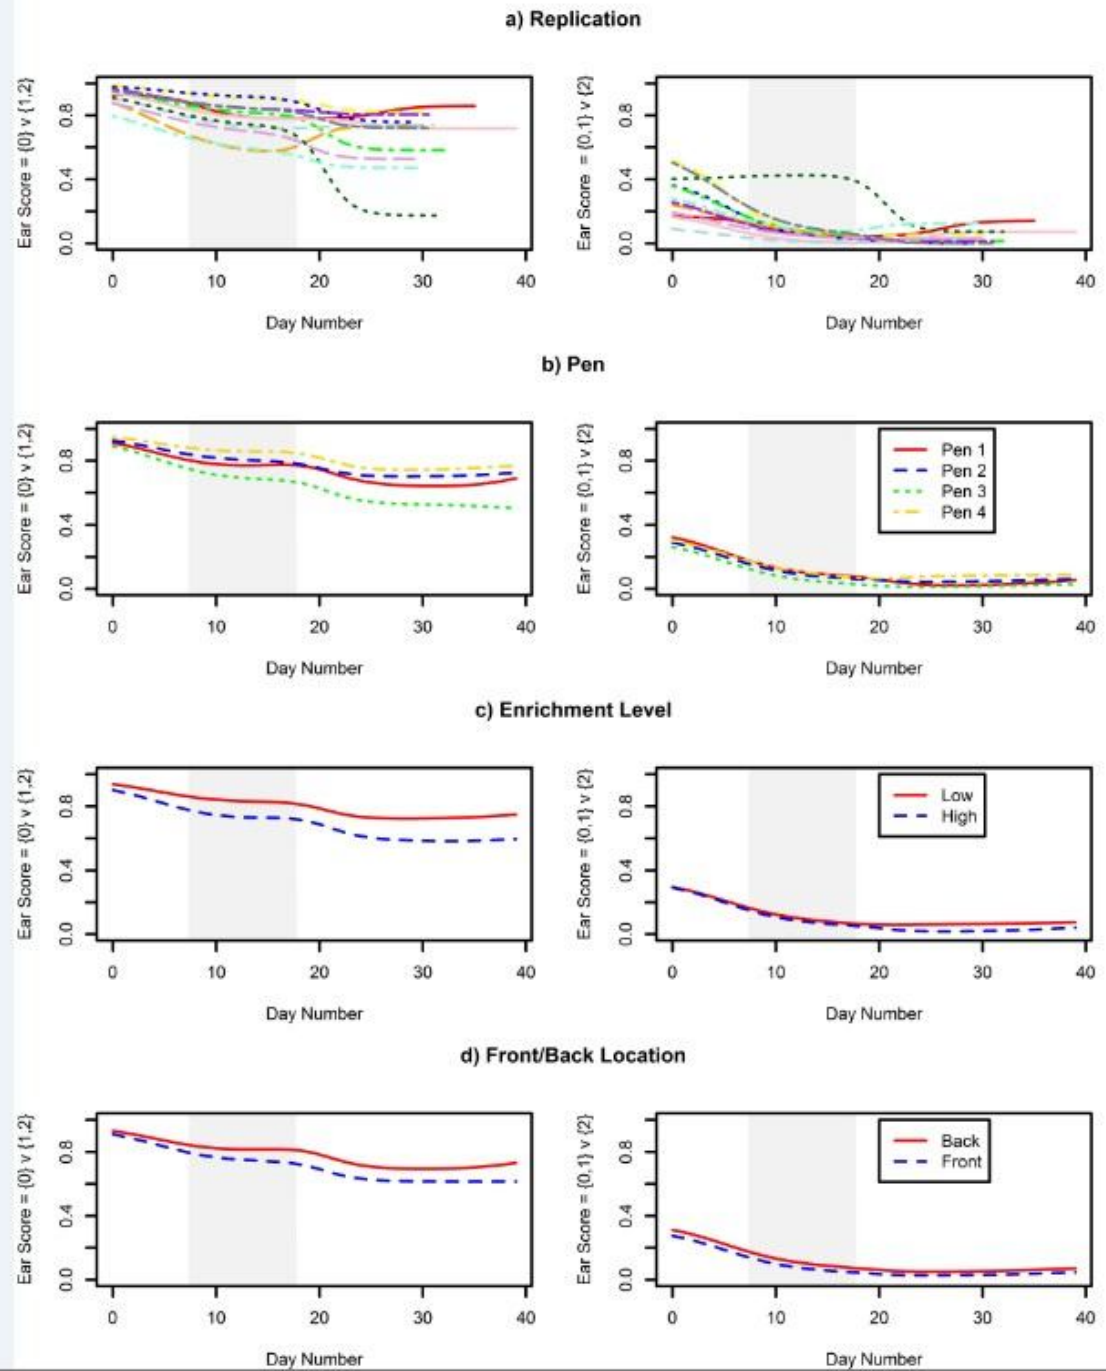 a) Replication
Ear Score = {0} v {1,2}
0.0 0.4 0.8
0 10 20 30 40
Day Number
Ear Score = {0,1} v {2}
0.0 0.4 0.8
0 10 20 30 40
Day Number
b) Pen
Ear Score = {0} v {1,2}
0.0 0.4 0.8
0 10 20 30 40
Day Number
Ear Score = {0,1} v {2}
0.0 0.4 0.8
Pen 1
Pen 2
Pen 3
Pen 4
0 10 20 30 40
Day Number
c) Enrichment Level
Ear Score = {0} v {1,2}
0.0 0.4 0.8
0 10 20 30 40
Day Number
Ear Score = {0,1} v {2}
0.0 0.4 0.8
Low
High
0 10 20 30 40
Day Number
d) Front/Back Location
Ear Score = {0} v {1,2}
0.0 0.4 0.8
0 10 20 30 40
Day Number
Ear Score = {0,1} v {2}
0.0 0.4 0.8
Back
Front
0 10 20 30 40
Day Number